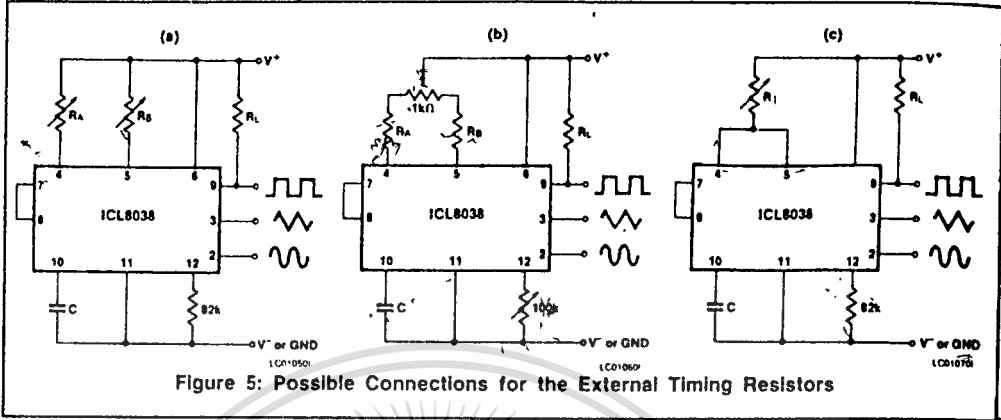 (a) (b) (c)
V+ V+ V+
RA RB RL
1kΩ
RA RB RL
R1 RL
4 5 6 4 5 6 4 5
7 9 7 9 7 9
ICL8038 ICL8038 ICL8038
8 3 8 3 8 3
2 2 2
10 11 12 10 11 12 10 11 12
C 82k C 100k C 82k
V- or GND V- or GND V- or GND
LC01050I LC01060I LC01070I
Figure 5: Possible Connections for the External Timing Resistors